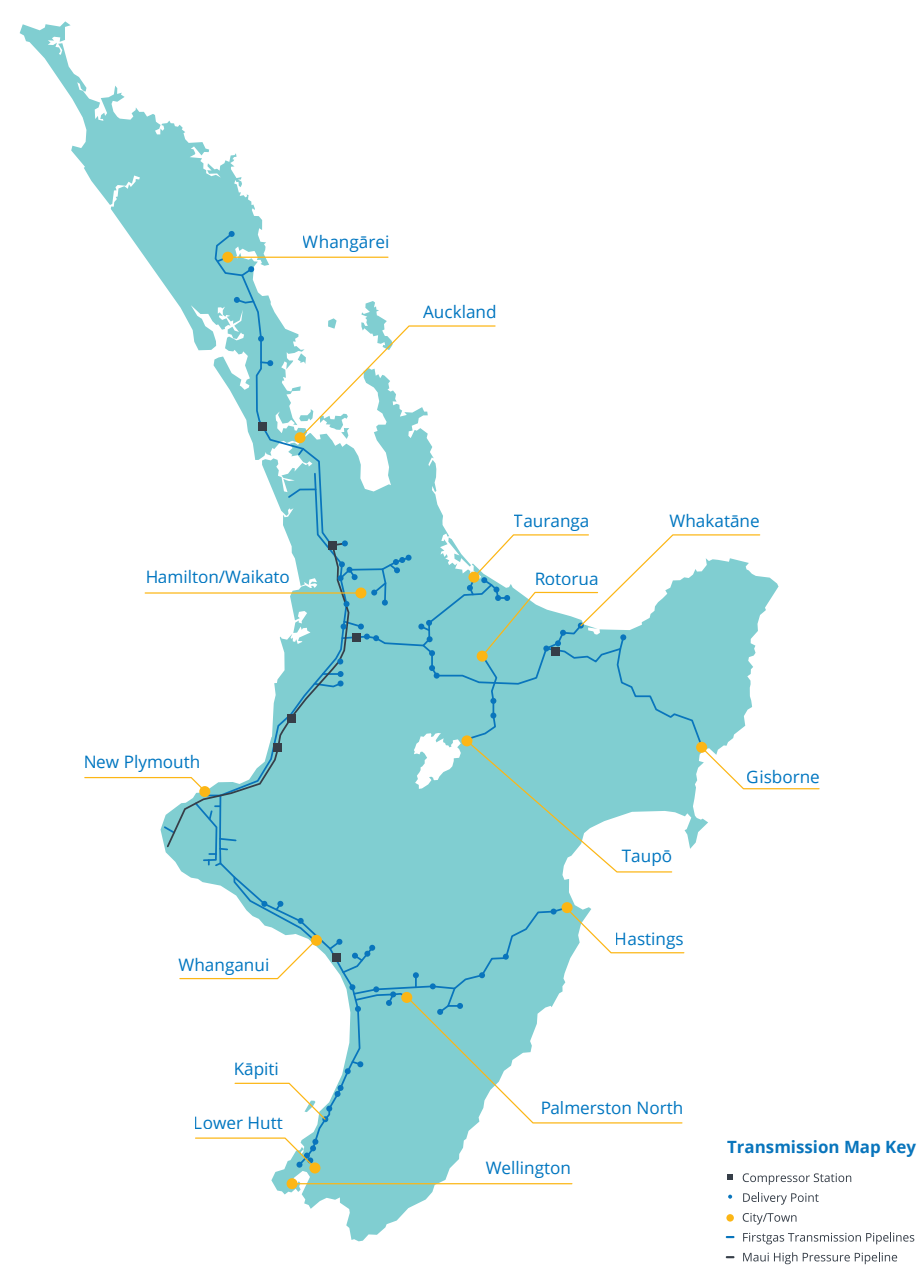 Whangārei
Auckland
Tauranga
Whakatāne
Hamilton/Waikato
Rotorua
New Plymouth
Gisborne
Taupō
Hastings
Whanganui
Kāpiti
Palmerston North
Lower Hutt
Wellington
Transmission Map Key
Compressor Station
Delivery Point
City/Town
Firstgas Transmission Pipelines
Maui High Pressure Pipeline